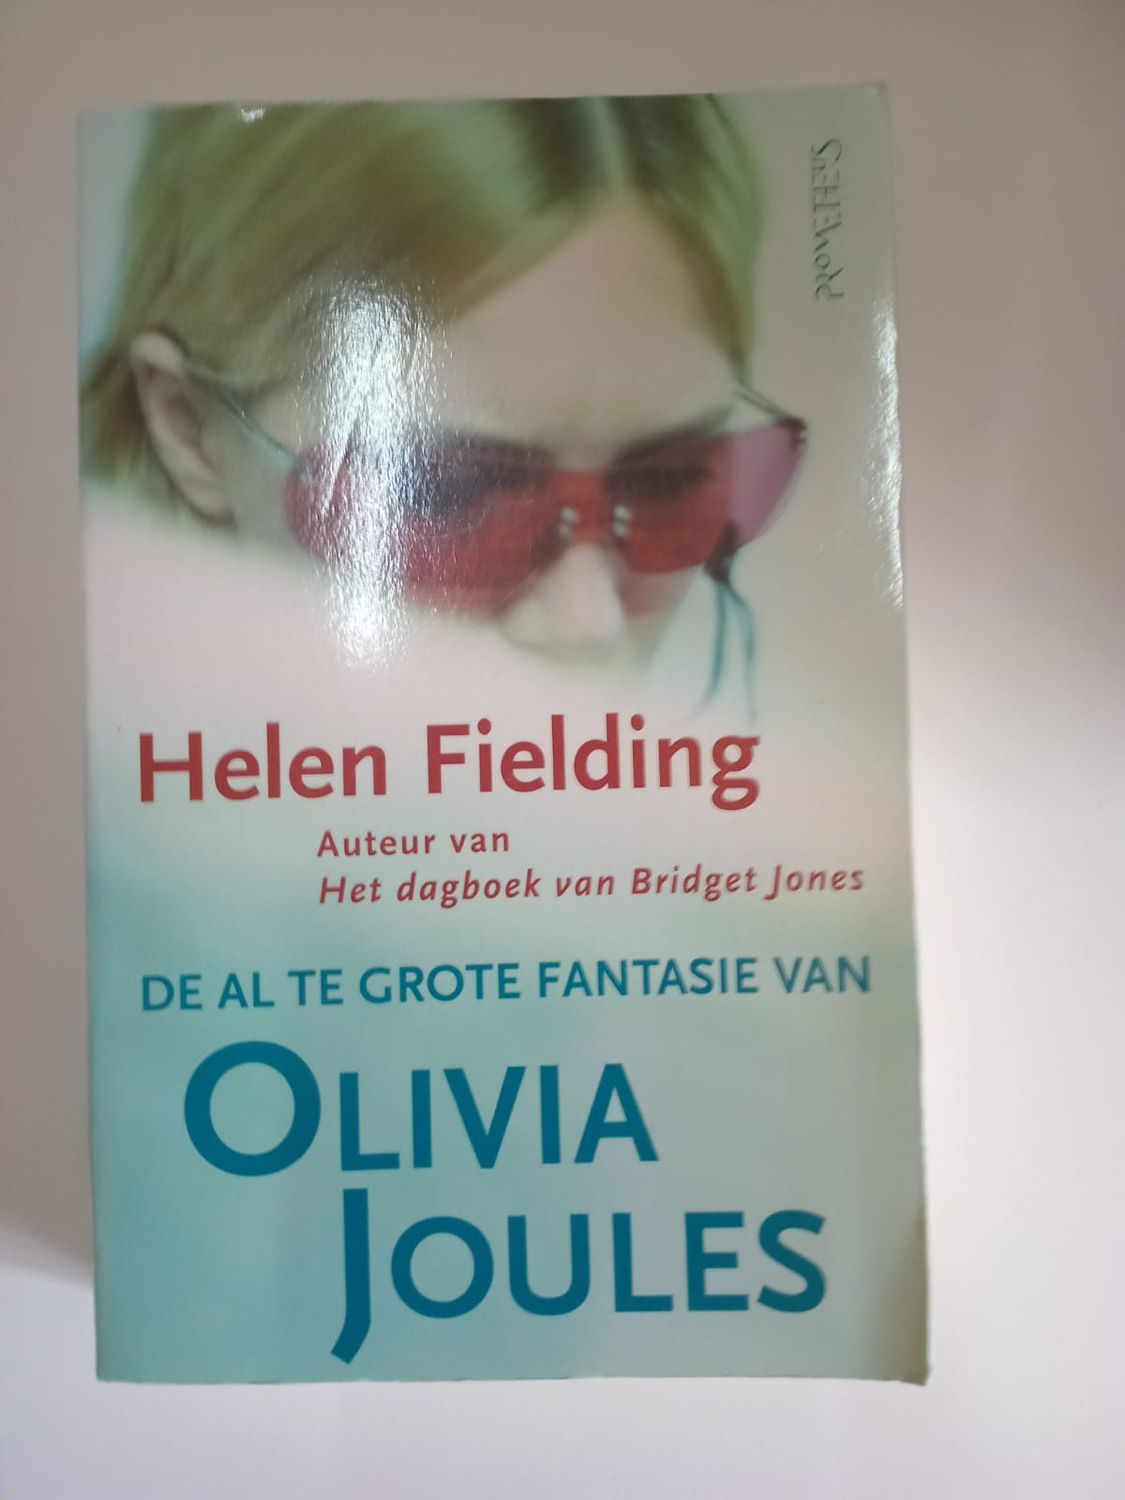 Prometheus
Helen Fielding
Auteur van
Het dagboek van Bridget Jones
DE AL TE GROTE FANTASIE VAN
OLIVIA
JOULES